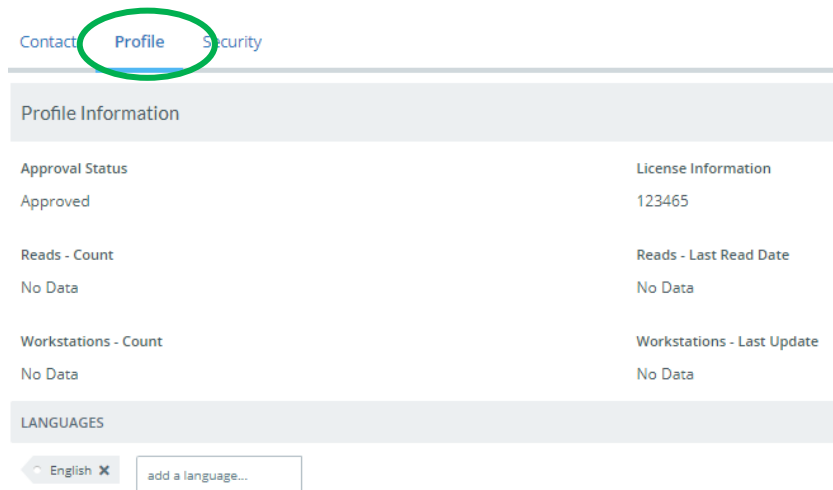 Contact Profile Security
Profile Information
Approval Status License Information
Approved 123465
Reads - Count Reads - Last Read Date
No Data No Data
Workstations - Count Workstations - Last Update
No Data No Data
LANGUAGES
English ✖ add a language...